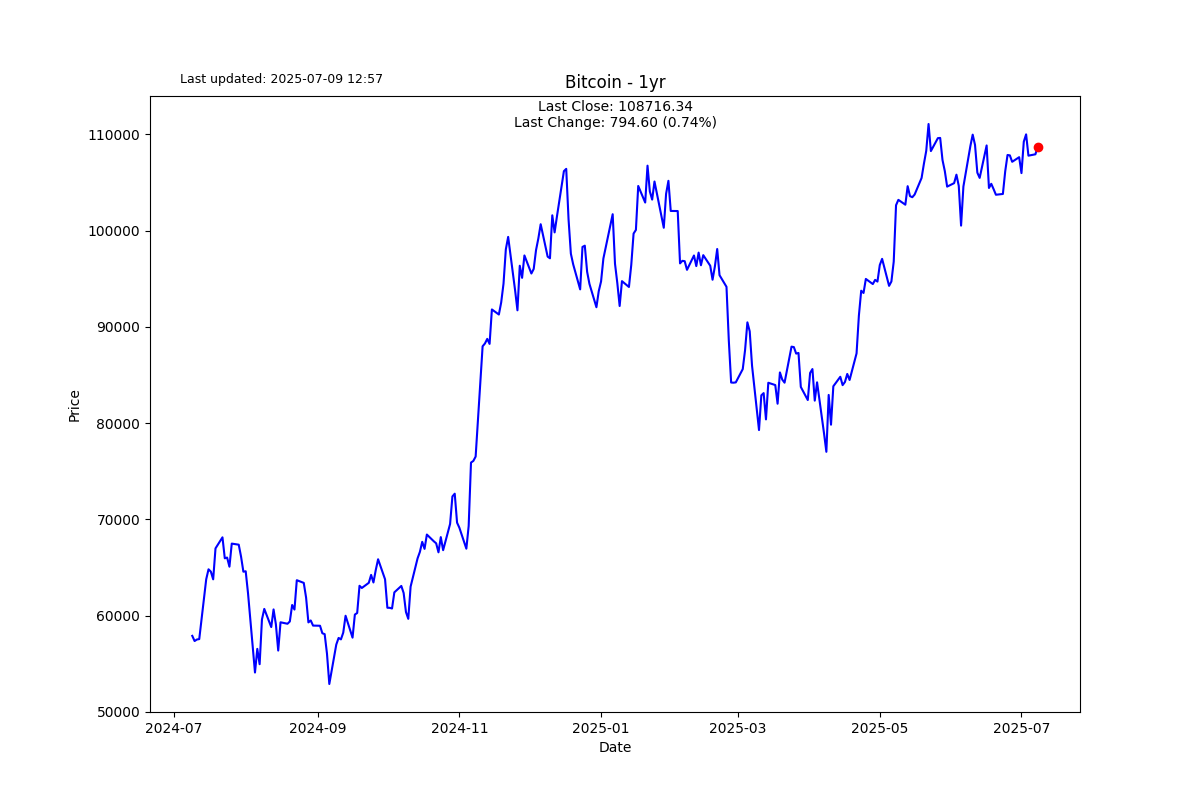 Last updated: 2025-07-09 12:57
Bitcoin - 1yr
Last Close: 108716.34
Last Change: 794.60 (0.74%)
110000
100000
90000
80000
70000
60000
50000
Price
2024-07
2024-09
2024-11
2025-01
2025-03
2025-05
2025-07
Date